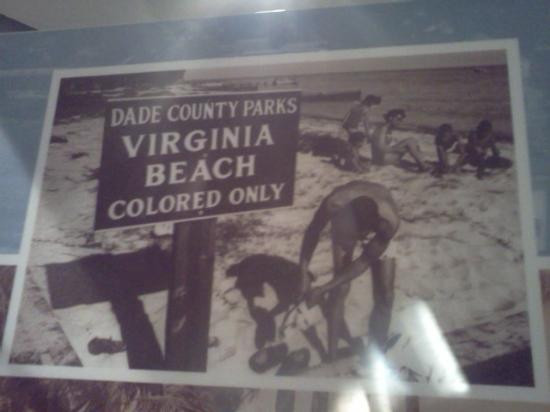 DADE COUNTY PARKS
VIRGINIA
BEACH
COLORED ONLY